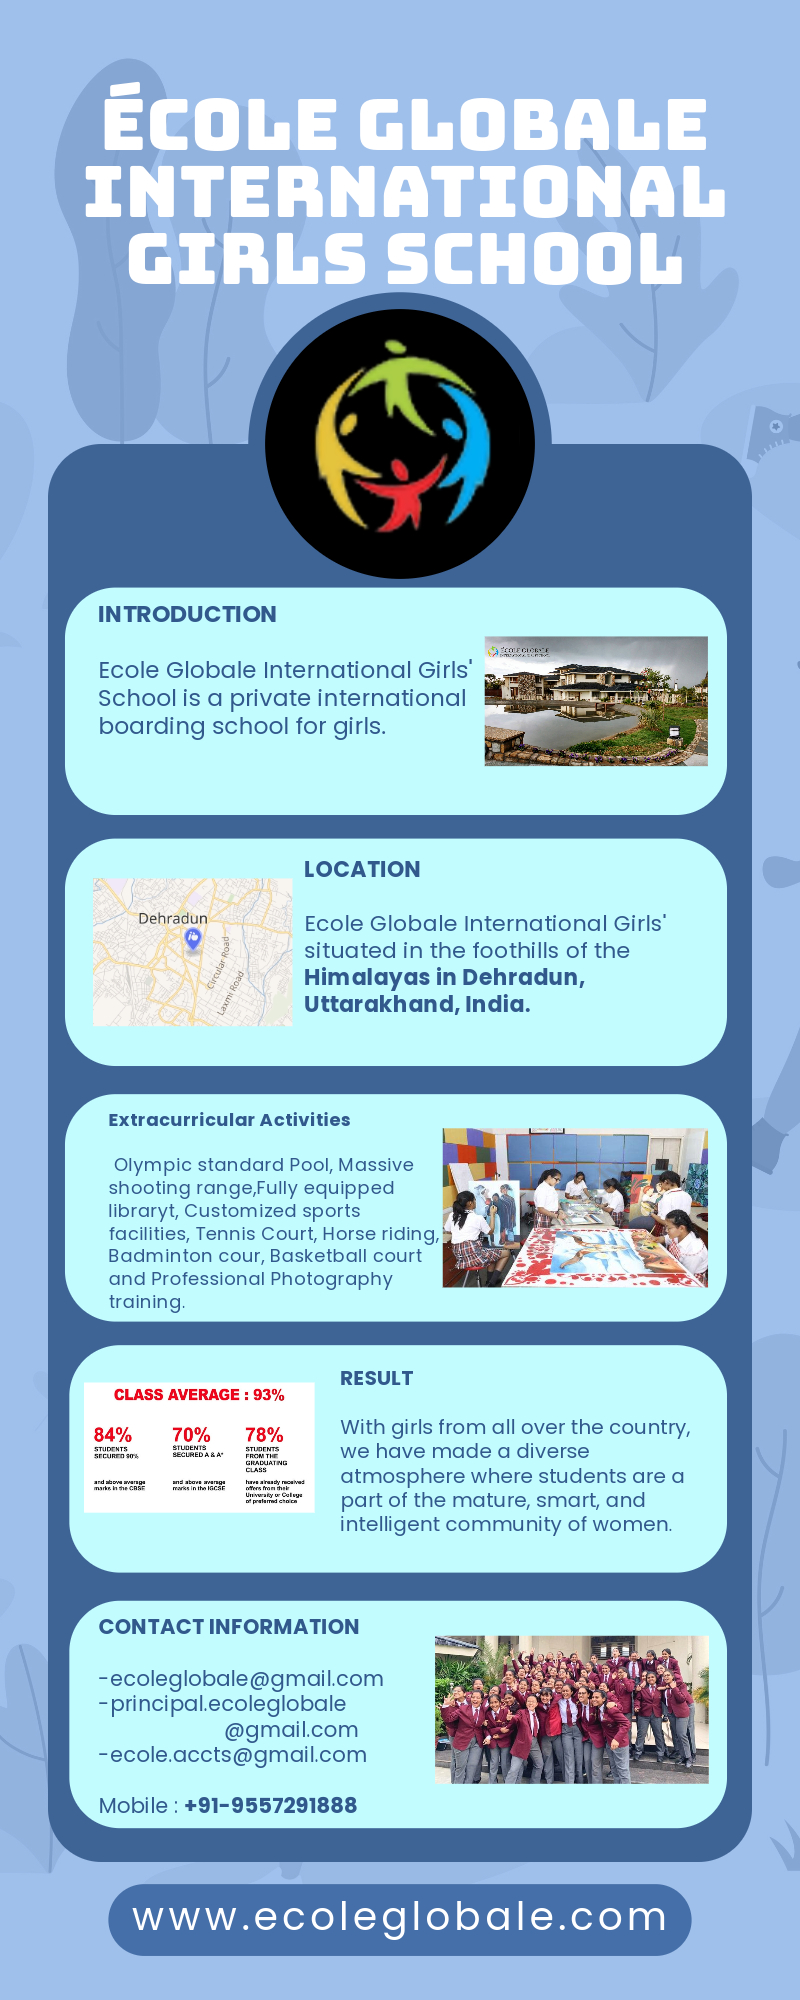 ÉCOLE GLOBALE
INTERNATIONAL
GIRLS SCHOOL
INTRODUCTION
Ecole Globale International Girls'
School is a private international
boarding school for girls.
ÉCOLE GLOBALE
LOCATION
Ecole Globale International Girls'
situated in the foothills of the
Himalayas in Dehradun,
Uttarakhand, India.
Dehradun
Circular Road
Laxmi Road
Extracurricular Activities
Olympic standard Pool, Massive
shooting range,Fully equipped
libraryt, Customized sports
facilities, Tennis Court, Horse riding,
Badminton cour, Basketball court
and Professional Photography
training.
CLASS AVERAGE : 93%
84%
STUDENTS
SECURED 90%
and above average
marks in the CBSE
70%
STUDENTS
SECURED A & A*
and above average
marks in the IGCSE
78%
STUDENTS
FROM THE
GRADUATING
CLASS
have already received
offers from their
University or College
of preferred choice
RESULT
With girls from all over the country,
we have made a diverse
atmosphere where students are a
part of the mature, smart, and
intelligent community of women.
CONTACT INFORMATION
-ecoleglobale@gmail.com
-principal.ecoleglobale
@gmail.com
-ecole.accts@gmail.com
Mobile : +91-9557291888
www.ecoleglobale.com